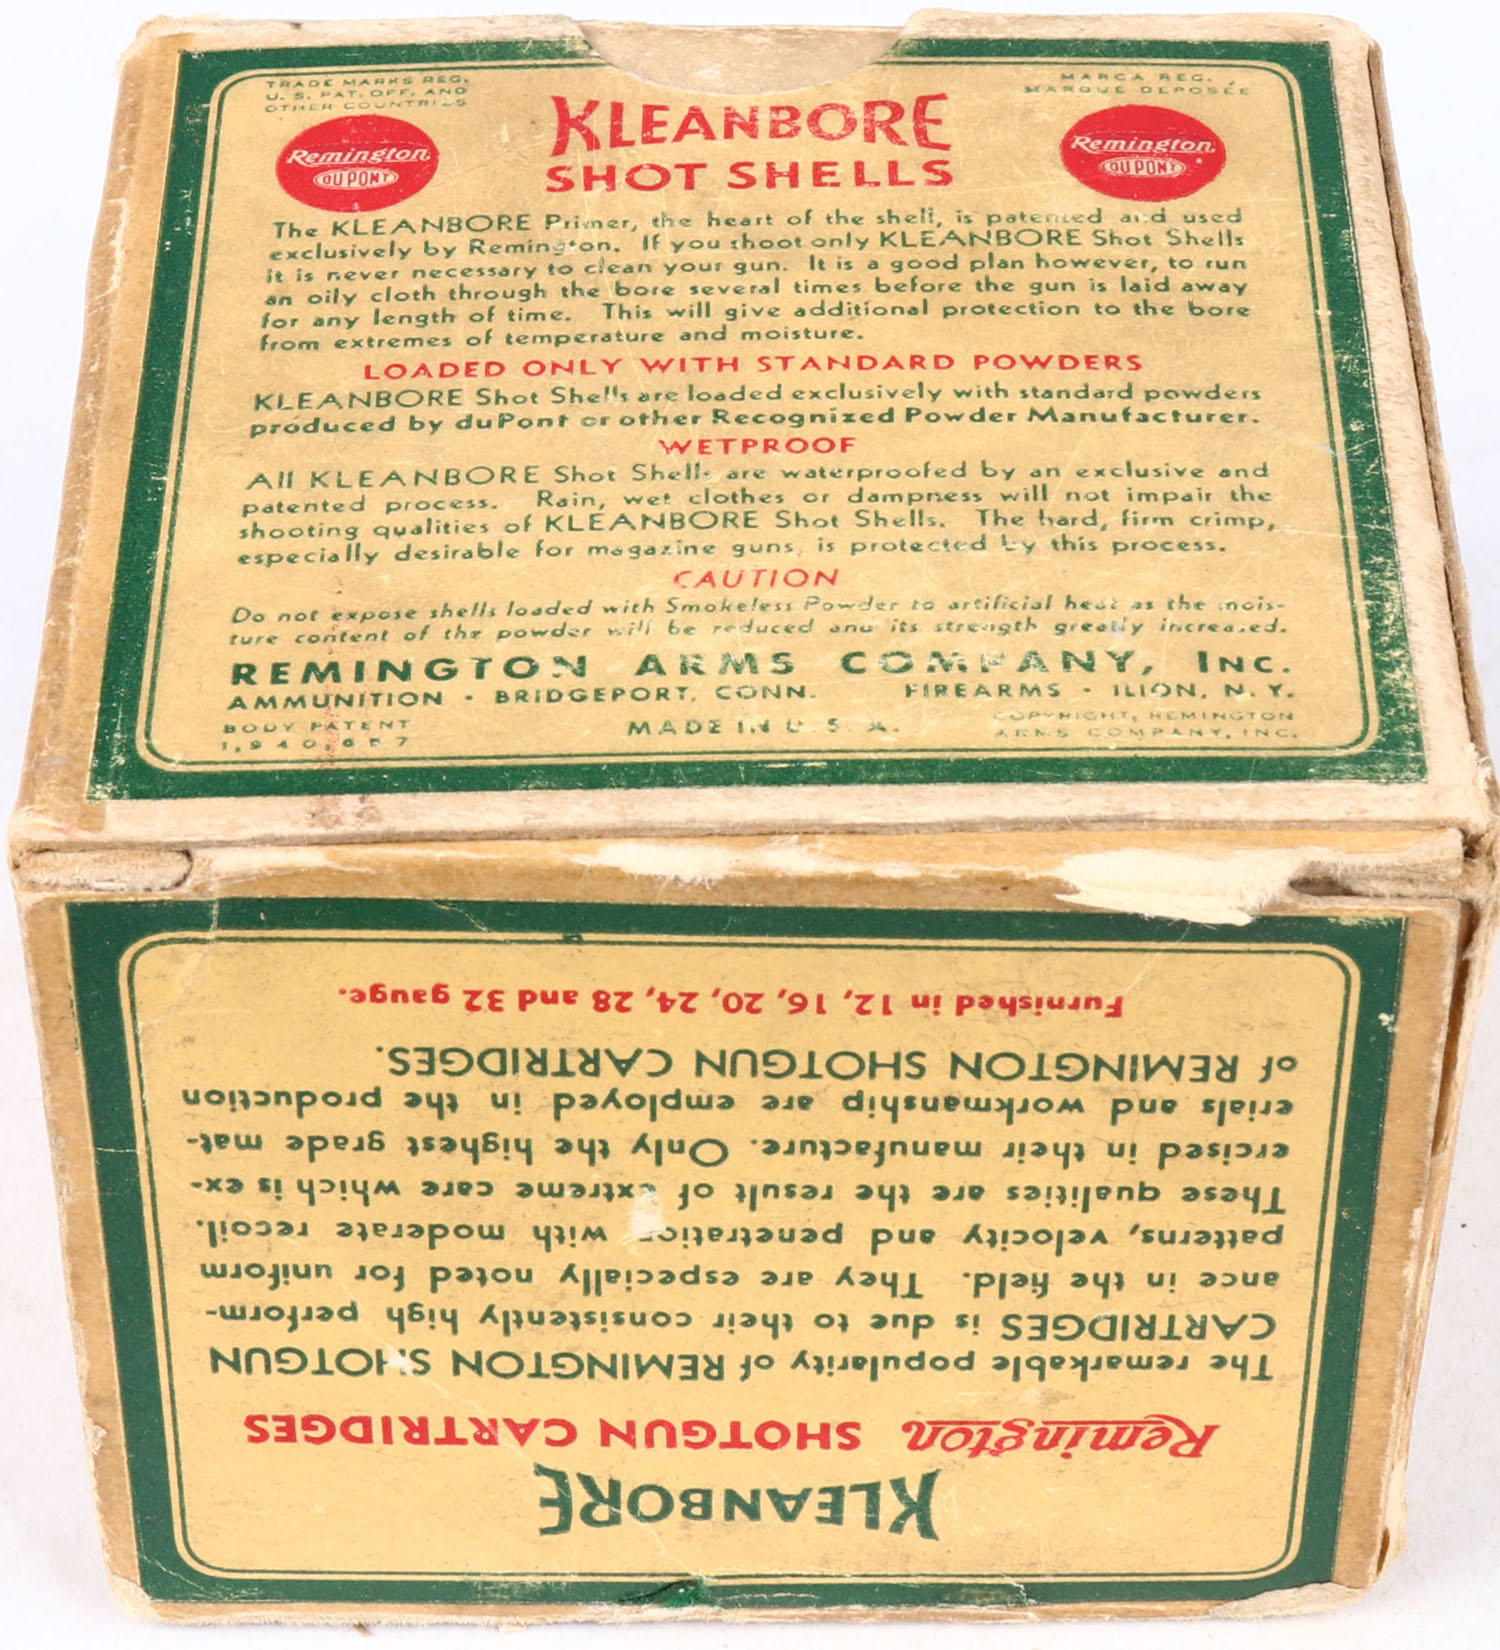 TRADE MARKS REG.
U. S. PAT. OFF. AND
OTHER COUNTRIES
MARCA REG.
MARQUE DEPOSÉE
Remington
DU PONT
KLEANBORE
SHOT SHELLS
Remington
DU PONT
The KLEANBORE Primer, the heart of the shell, is patented and used
exclusively by Remington. If you shoot only KLEANBORE Shot Shells
it is never necessary to clean your gun. It is a good plan however, to run
an oily cloth through the bore several times before the gun is laid away
for any length of time. This will give additional protection to the bore
from extremes of temperature and moisture.
LOADED ONLY WITH STANDARD POWDERS
KLEANBORE Shot Shells are loaded exclusively with standard powders
produced by duPont or other Recognized Powder Manufacturer.
WETPROOF
All KLEANBORE Shot Shells are waterproofed by an exclusive and
patented process. Rain, wet clothes or dampness will not impair the
shooting qualities of KLEANBORE Shot Shells. The hard, firm crimp,
especially desirable for magazine guns, is protected by this process.
CAUTION
Do not expose shells loaded with Smokeless Powder to artificial heat as the mois-
ture content of the powder will be reduced and its strength greatly increased.
REMINGTON ARMS COMPANY, INC.
AMMUNITION · BRIDGEPORT, CONN. FIREARMS · ILION, N. Y.
BODY PATENT
1,940,657
MADE IN U. S. A.
COPYRIGHT, REMINGTON
ARMS COMPANY, INC.
KLEANBORE
Remington SHOTGUN CARTRIDGES
The remarkable popularity of REMINGTON SHOTGUN
CARTRIDGES is due to their consistently high perform-
ance in the field. They are especially noted for uniform
patterns, velocity and penetration with moderate recoil.
These qualities are the result of extreme care which is ex-
ercised in their manufacture. Only the highest grade mat-
erials and workmanship are employed in the production
of REMINGTON SHOTGUN CARTRIDGES.
Furnished in 12, 16, 20, 24, 28 and 32 gauge.